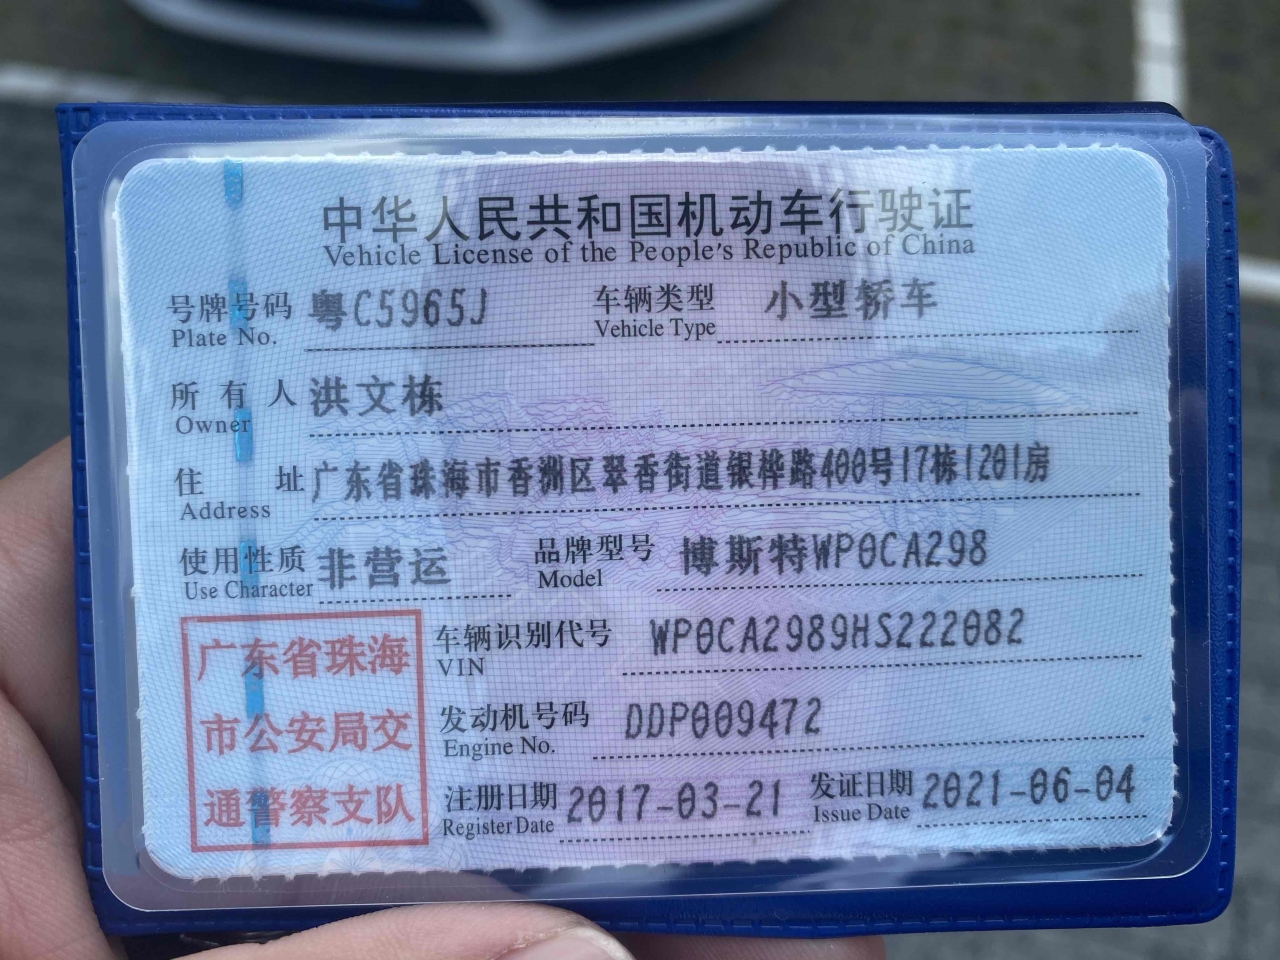 中华人民共和国机动车行驶证
Vehicle License of the People's Republic of China
号牌号码 粤C5965J 车辆类型 小型轿车
Plate No. Vehicle Type
所有人 洪文栋
Owner
住址 广东省珠海市香洲区翠香街道银桦路400号17栋1201房
Address
使用性质 非营运 品牌型号 博斯特WP0CA298
Use Character Model
车辆识别代号 WP0CA2989HS222082
VIN
发动机号码 DDP009472
Engine No.
注册日期 2017-03-21 发证日期 2021-06-04
Register Date Issue Date
广东省珠海
市公安局交
通警察支队